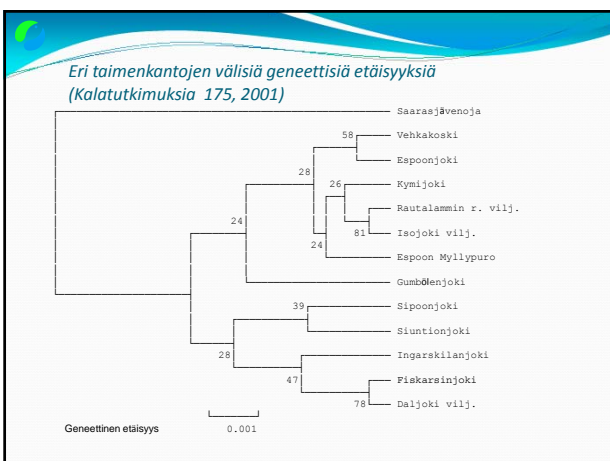 Eri taimenkantojen välisiä geneettisiä etäisyyksiä
(Kalatutkimuksia 175, 2001)
Saarasjävenoja
58 Vehkakoski
Espoonjoki
28
26 Kymijoki
Rautalammin r. vilj.
24
81 Isojoki vilj.
24
Espoon Myllypuro
Gumbölenjoki
39 Sipoonjoki
Siuntionjoki
28
Ingarskilanjoki
47
Fiskarsinjoki
78 Daljoki vilj.
Geneettinen etäisyys 0.001